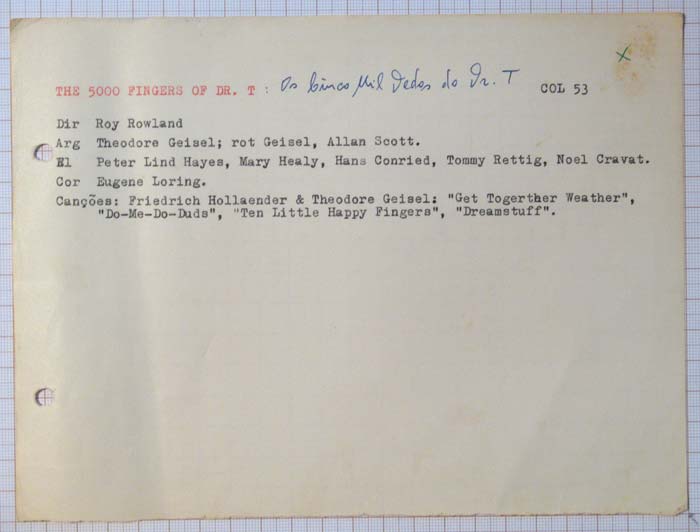 THE 5000 FINGERS OF DR. T : Os Cinco Mil Dedos do Dr. T COL 53
x
Dir Roy Rowland
Arg Theodore Geisel; rot Geisel, Allan Scott.
El Peter Lind Hayes, Mary Healy, Hans Conried, Tommy Rettig, Noel Cravat.
Cor Eugene Loring.
Canções: Friedrich Hollaender & Theodore Geisel: "Get Togerther Weather",
"Do-Me-Do-Duds", "Ten Little Happy Fingers", "Dreamstuff".